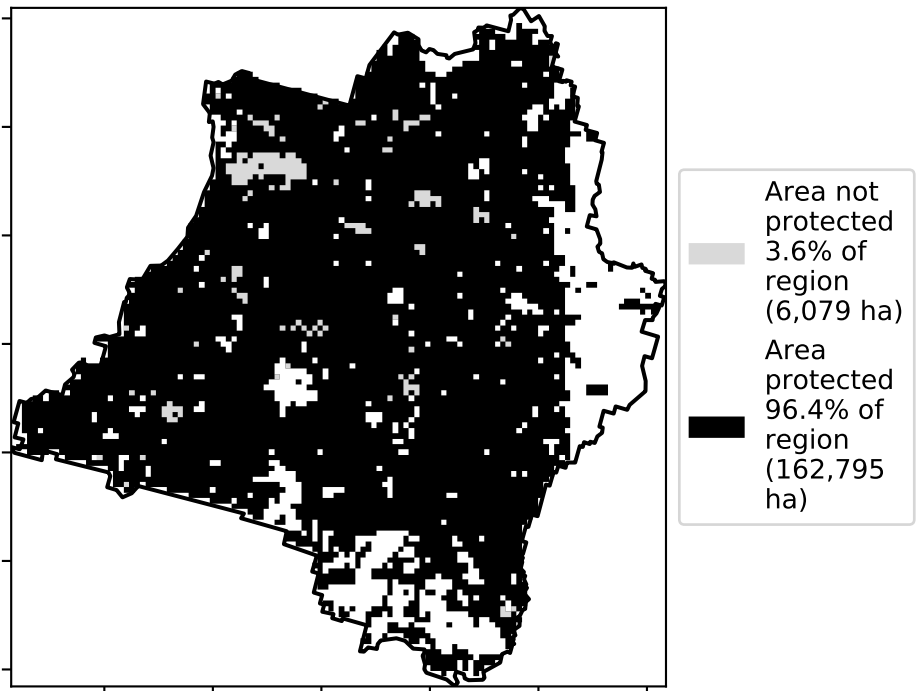 Area not
protected
3.6% of
region
(6,079 ha)
Area
protected
96.4% of
region
(162,795
ha)